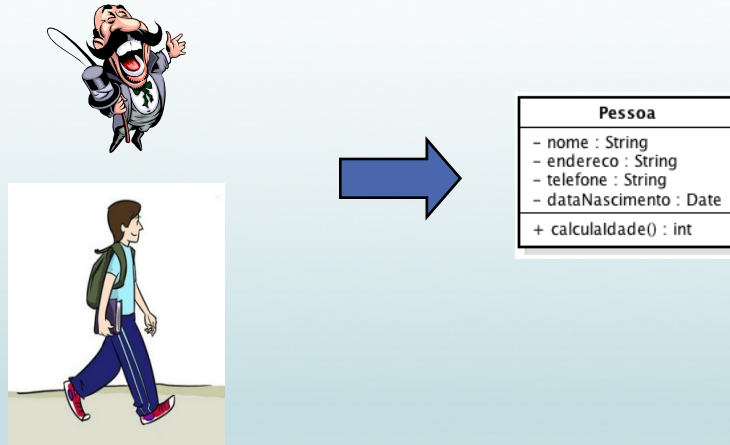 Pessoa
- nome : String
- endereco : String
- telefone : String
- dataNascimento : Date
+ calculaIdade() : int